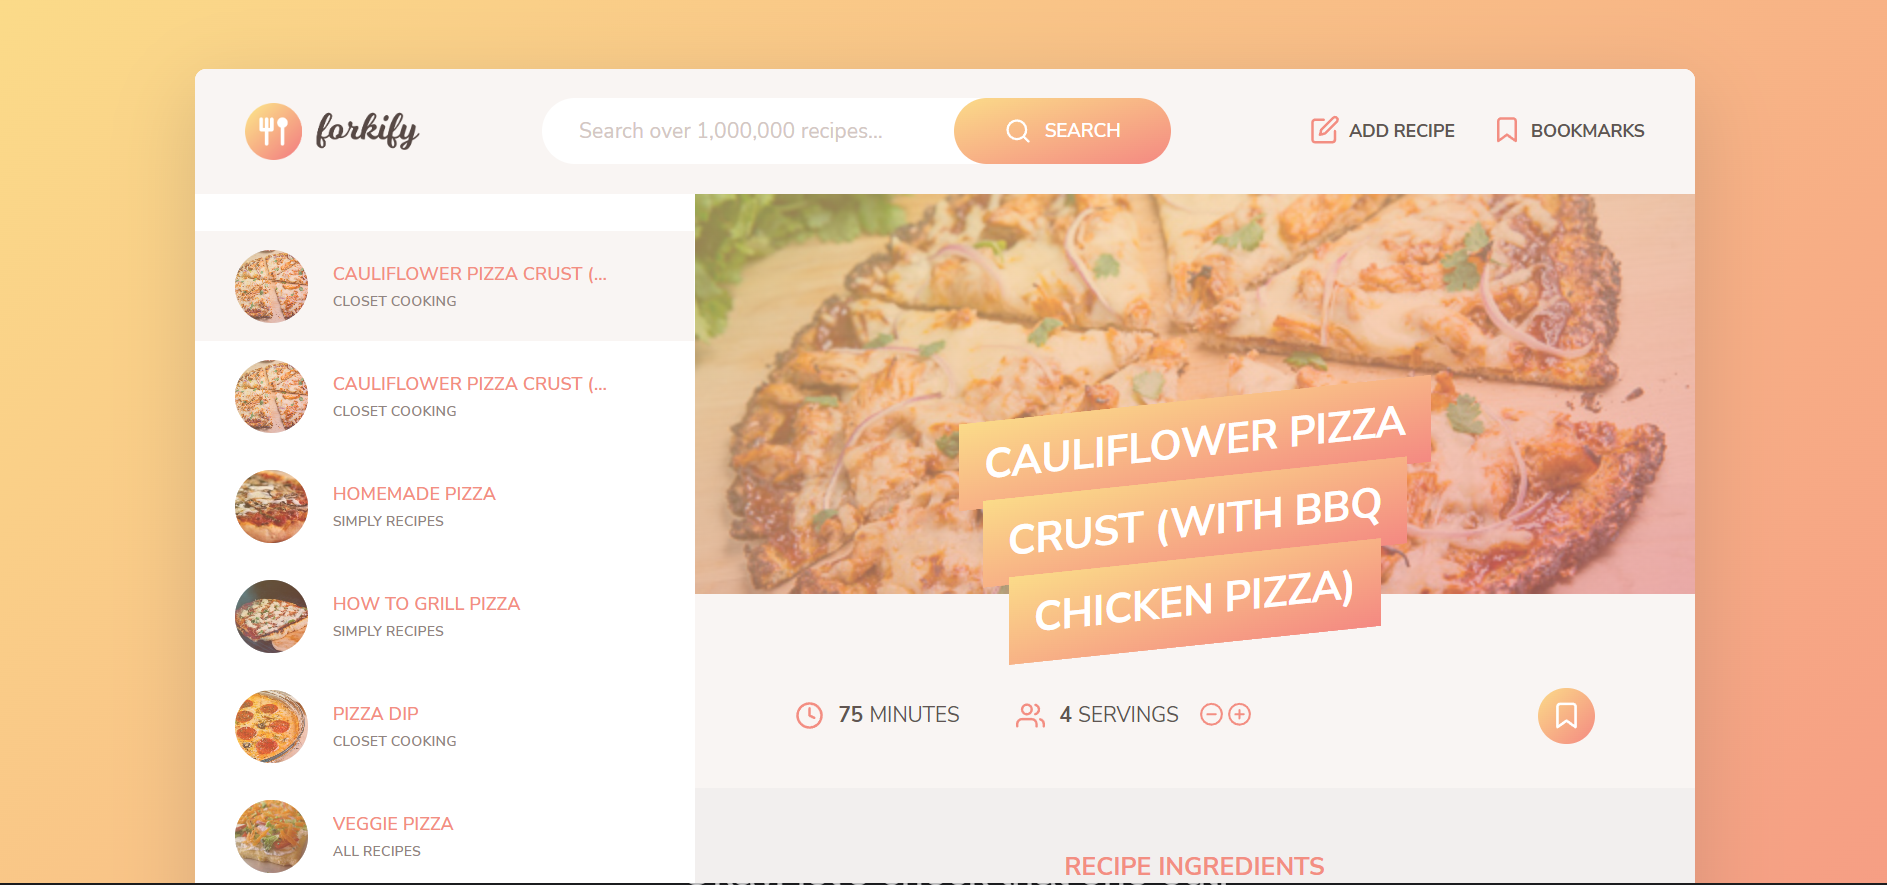 forkify
Search over 1,000,000 recipes...
SEARCH
ADD RECIPE
BOOKMARKS
CAULIFLOWER PIZZA CRUST (...
CLOSET COOKING
CAULIFLOWER PIZZA CRUST (...
CLOSET COOKING
HOMEMADE PIZZA
SIMPLY RECIPES
HOW TO GRILL PIZZA
SIMPLY RECIPES
PIZZA DIP
CLOSET COOKING
VEGGIE PIZZA
ALL RECIPES
CAULIFLOWER PIZZA
CRUST (WITH BBQ
CHICKEN PIZZA)
75 MINUTES
4 SERVINGS
RECIPE INGREDIENTS